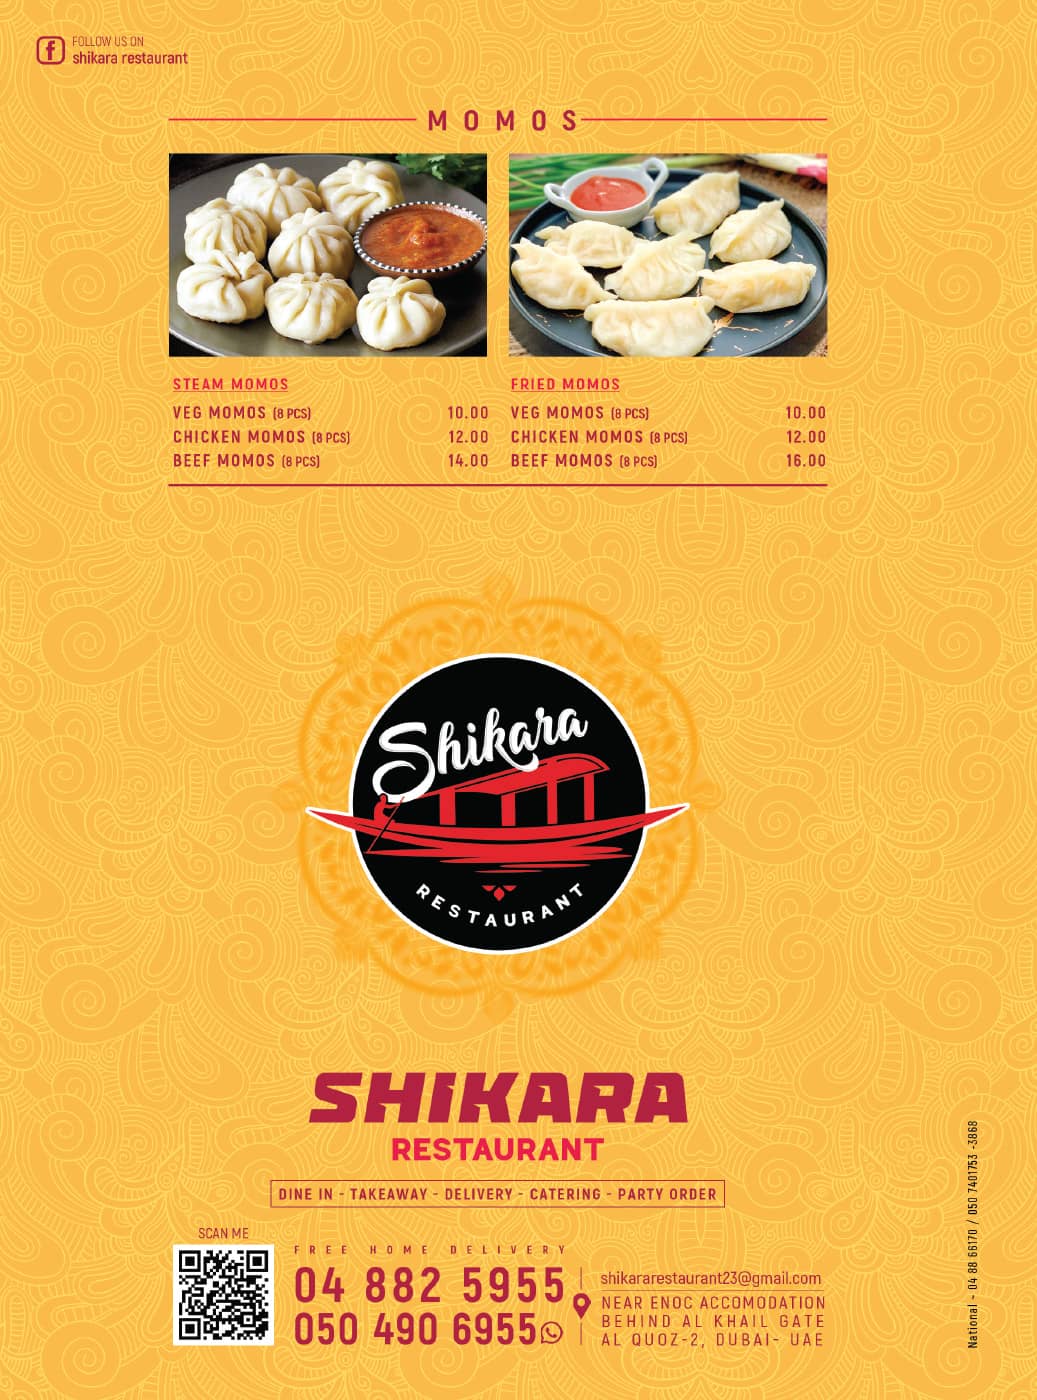 FOLLOW US ON
shikara restaurant
MOMOS
STEAM MOMOS
VEG MOMOS (8 PCS) 10.00
CHICKEN MOMOS (8 PCS) 12.00
BEEF MOMOS (8 PCS) 14.00
FRIED MOMOS
VEG MOMOS (8 PCS) 10.00
CHICKEN MOMOS (8 PCS) 12.00
BEEF MOMOS (8 PCS) 16.00
Shikara
RESTAURANT
SHIKARA
RESTAURANT
DINE IN - TAKEAWAY - DELIVERY - CATERING - PARTY ORDER
SCAN ME
FREE HOME DELIVERY
04 882 5955
050 490 6955
shikararestaurant23@gmail.com
NEAR ENOC ACCOMODATION
BEHIND AL KHAIL GATE
AL QUOZ-2, DUBAI- UAE
National - 04 88 66170 / 050 7401753 -3868